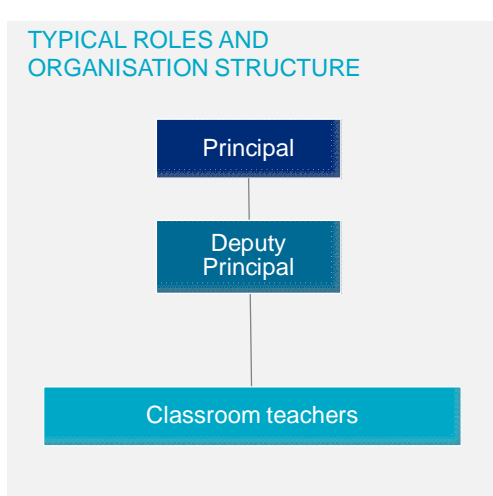 TYPICAL ROLES AND
ORGANISATION STRUCTURE
Principal
Deputy
Principal
Classroom teachers